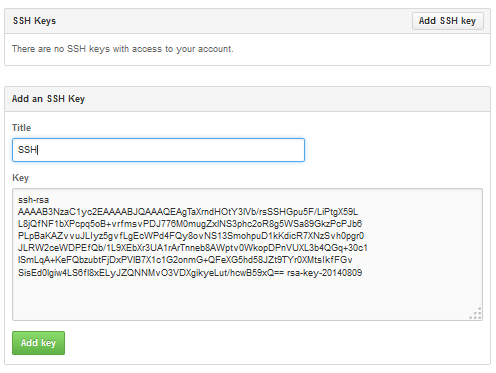 SSH Keys
Add SSH key
There are no SSH keys with access to your account.
Add an SSH Key
Title
SSH
Key
ssh-rsa
AAAAB3NzaC1yc2EAAAABJQAAAQEAgTaXrndHOtY3lVb/rsSSHGpu5F/LiPtgX59L
L8jQfNF1bXPcpq5oB+vrfmsvPDJ776M0mugZxlNS3phc2oR8g5WSa89GkzPcPJb6
PLpBaKAZvvuJLIyz5gvfLgEcWPd4FQy8ovNS13SmohpuD1kKdicR7XNzSvh0pgr0
JLRW2ceWDPEfQb/1L9XEbXr3UA1rArTnneb8AWptv0WkopDPnVUXL3b4QGq+30c1
lSmLqA+KeFQbzubtFjDxPVlB7X1c1G2onmG+QFeXG5hd58JZt9TYr0XMtsIkfFGv
SisEd0lgiw4LS6fI8xELyJZQNNMvO3VDXgikyeLut/hcwB59xQ== rsa-key-20140809
Add key